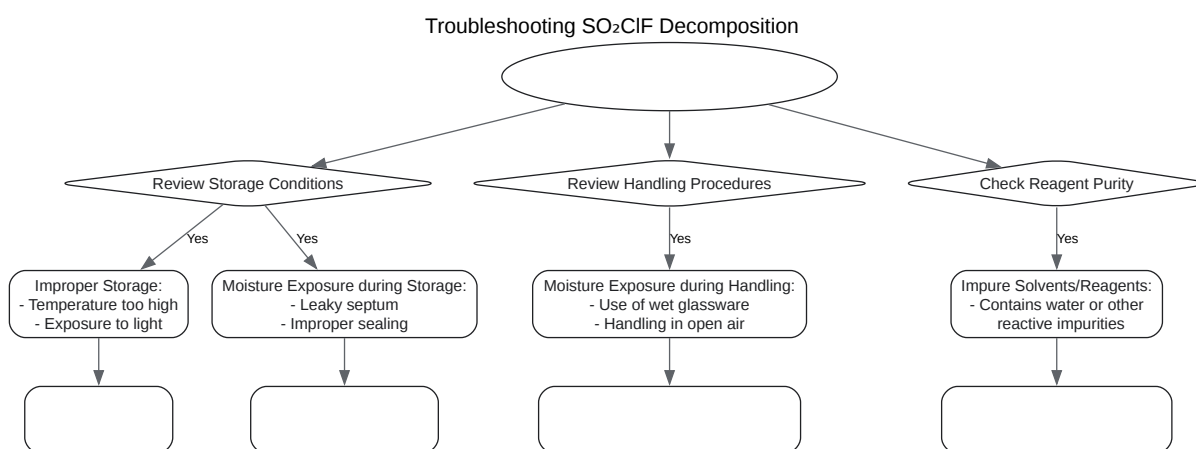 Troubleshooting SO₂ClF Decomposition
Review Storage Conditions
Review Handling Procedures
Check Reagent Purity
Yes
Yes
Yes
Yes
Improper Storage:
- Temperature too high
- Exposure to light
Moisture Exposure during Storage:
- Leaky septum
- Improper sealing
Moisture Exposure during Handling:
- Use of wet glassware
- Handling in open air
Impure Solvents/Reagents:
- Contains water or other
reactive impurities